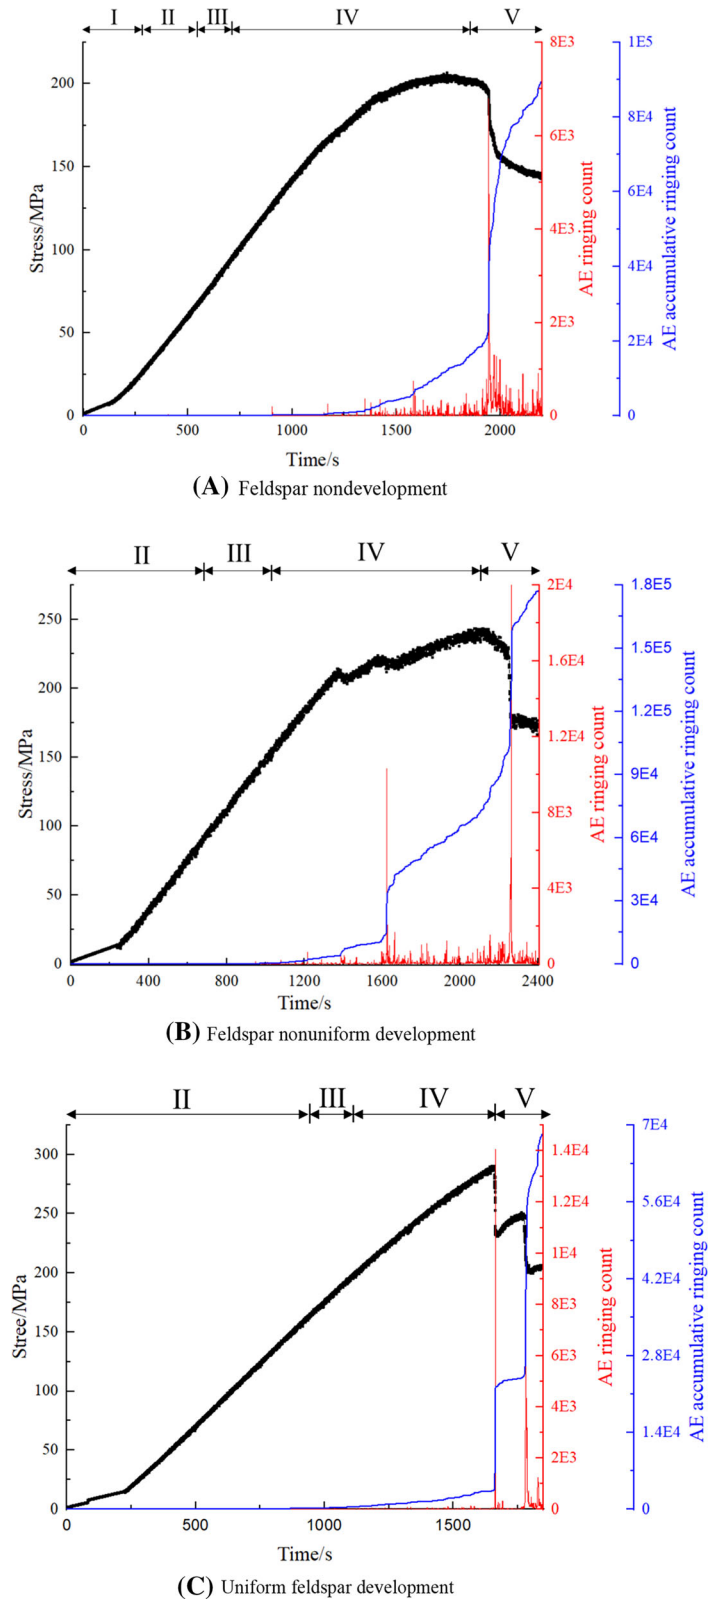 I II III IV V
Stress/MPa
200
150
100
50
0
0 500 1000 1500 2000
Time/s
8E3
6E3
4E3
2E3
0
AE ringing count
1E5
8E4
6E4
4E4
2E4
0
AE accumulative ringing count
(A) Feldspar nondevelopment
II III IV V
Stress/MPa
250
200
150
100
50
0
0 400 800 1200 1600 2000 2400
Time/s
2E4
1.6E4
1.2E4
8E3
4E3
0
AE ringing count
1.8E5
1.5E5
1.2E5
9E4
6E4
3E4
0
AE accumulative ringing count
(B) Feldspar nonuniform development
II III IV V
Stree/MPa
300
250
200
150
100
50
0
0 500 1000 1500
Time/s
1.4E4
1.2E4
1E4
8E3
6E3
4E3
2E3
0
AE ringing count
7E4
5.6E4
4.2E4
2.8E4
1.4E4
0
AE accumulative ringing count
(C) Uniform feldspar development